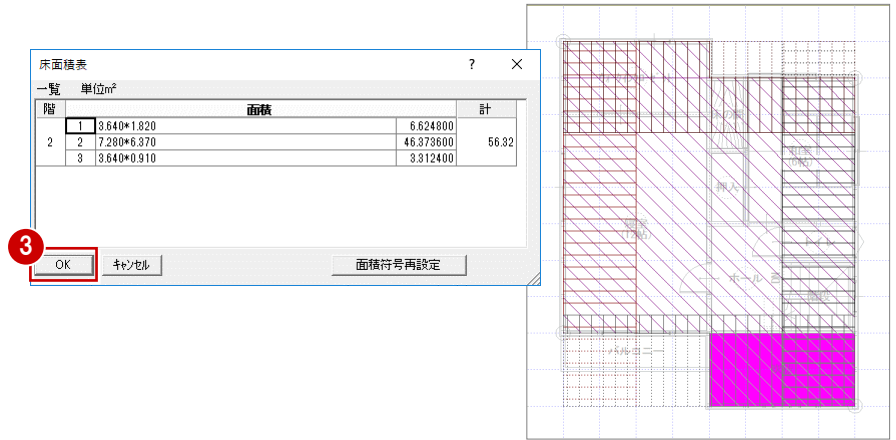 床面積表
? ×
一覧 単位㎡
階 面積 計
1 3.640*1.820 6.624800
2 2 7.280*6.370 46.373600 56.32
3 3.640*0.910 3.312400
3
OK キャンセル 面積符号再設定
押入
トイレ
ホール
バルコニー